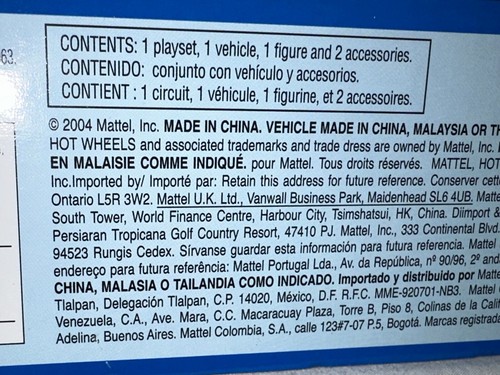 63.
CONTENTS: 1 playset, 1 vehicle, 1 figure and 2 accessories.
CONTENIDO: conjunto con vehículo y accesorios.
CONTIENT : 1 circuit, 1 véhicule, 1 figurine, et 2 accessoires.
© 2004 Mattel, Inc. MADE IN CHINA. VEHICLE MADE IN CHINA, MALAYSIA OR TH
HOT WHEELS and associated trademarks and trade dress are owned by Mattel, Inc.
EN MALAISIE COMME INDIQUÉ. pour Mattel. Tous droits réservés. MATTEL, HOT
Inc.Imported by/ Importé par: Retain this address for future reference. Conserver cette
Ontario L5R 3W2. Mattel U.K. Ltd., Vanwall Business Park, Maidenhead SL6 4UB. Matte
South Tower, World Finance Centre, Harbour City, Tsimshatsui, HK, China. Diimport &
Persiaran Tropicana Golf Country Resort, 47410 PJ. Mattel, Inc., 333 Continental Blvd.
94523 Rungis Cedex. Sírvanse guardar esta información para futura referencia. Mattel
endereço para futura referência: Mattel Portugal Lda., Av. da República, nº 90/96, 2º and
CHINA, MALASIA O TAILANDIA COMO INDICADO. Importado y distribuido por Matte
Tlalpan, Delegación Tlalpan, C.P. 14020, México, D.F. R.F.C. MME-920701-NB3. Mattel
Venezuela, C.A., Ave. Mara, C.C. Macaracuay Plaza, Torre B, Piso 8, Colinas de la Calif
Adelina, Buenos Aires. Mattel Colombia, S.A., calle 123#7-07 P.5, Bogotá. Marcas registrada